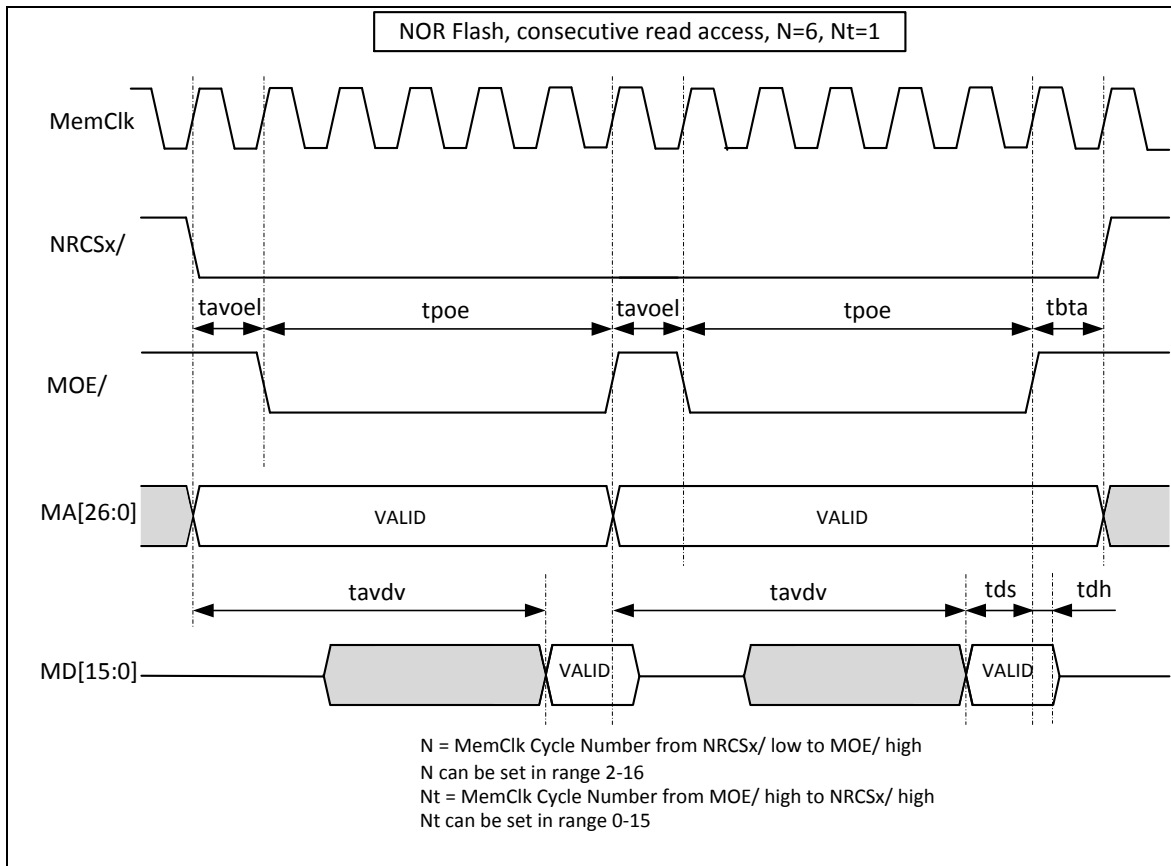 NOR Flash, consecutive read access, N=6, Nt=1
MemClk
NRCSx/
tavoel tpoe tavoel tpoe tbta
MOE/
MA[26:0] VALID VALID
tavdv tavdv tds tdh
MD[15:0] VALID VALID
N = MemClk Cycle Number from NRCSx/ low to MOE/ high
N can be set in range 2-16
Nt = MemClk Cycle Number from MOE/ high to NRCSx/ high
Nt can be set in range 0-15